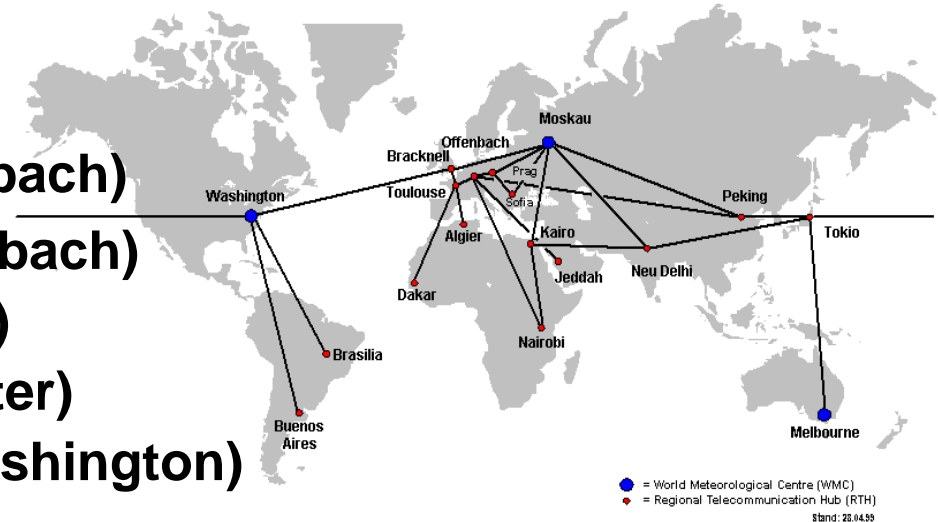 bach)
bach)
)
ter)
shington)
Moskau
Offenbach
Bracknell
Prag
Toulouse
Sofia
Washington
Peking
Algier
Kairo
Tokio
Jeddah
Neu Delhi
Dakar
Nairobi
Brasilia
Buenos
Aires
Melbourne
= World Meteorological Centre (WMC)
= Regional Telecommunication Hub (RTH)
Stand: 28.04.99